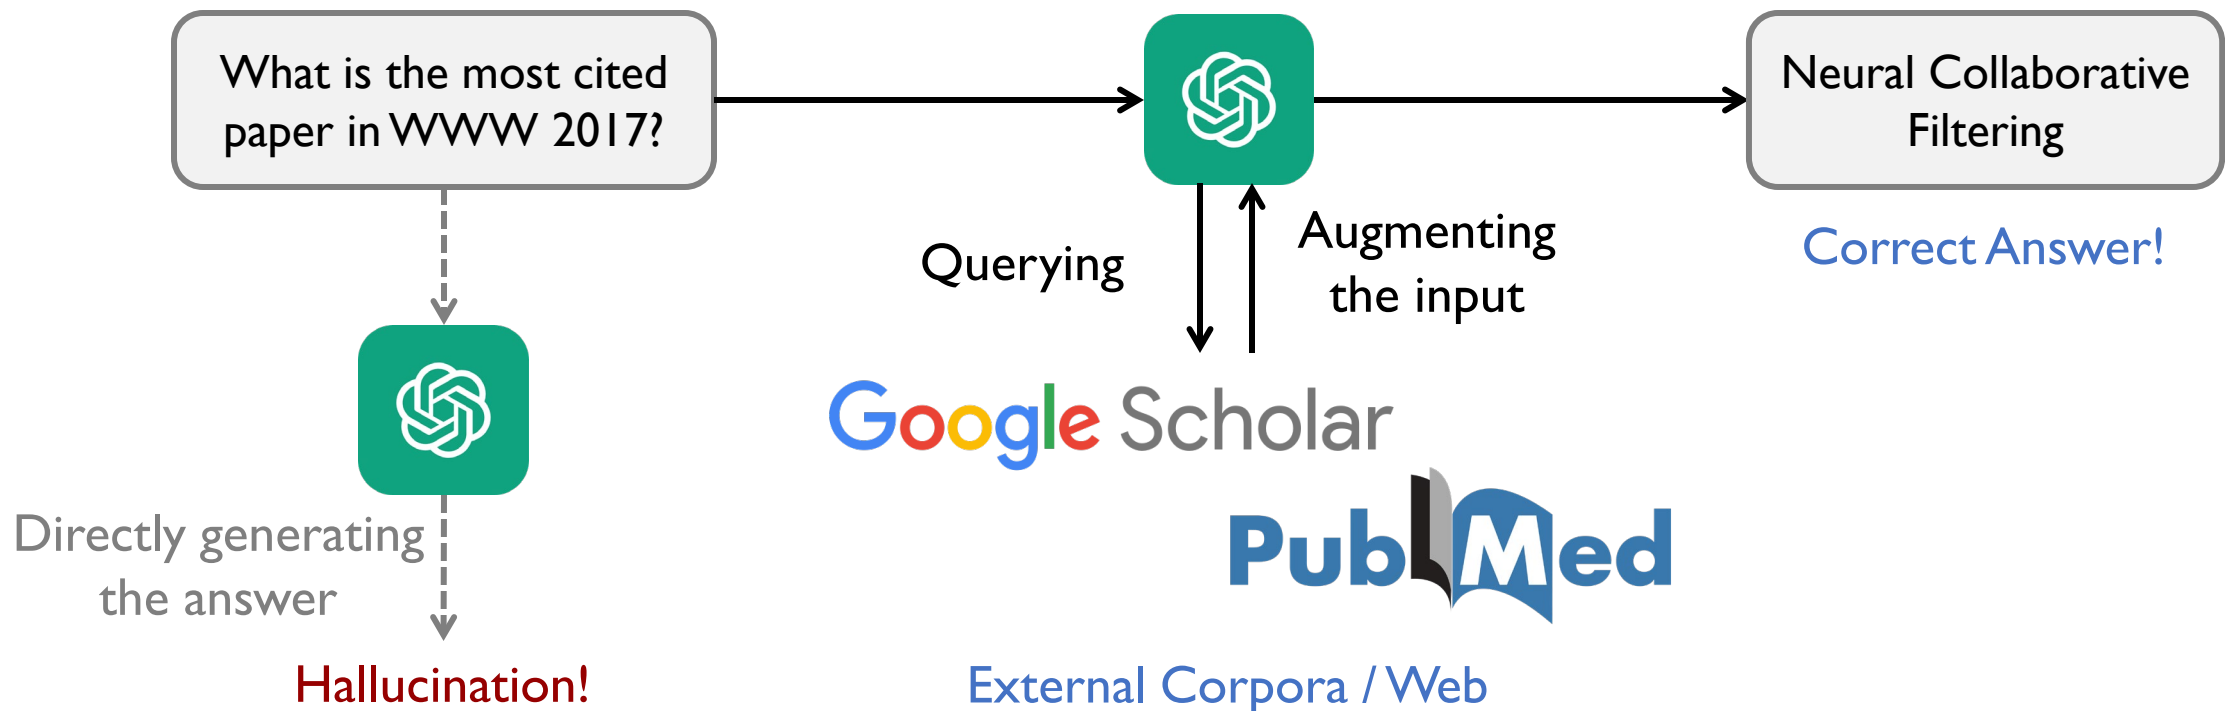 What is the most cited
paper in WWW 2017?
Neural Collaborative
Filtering
Correct Answer!
Querying
Augmenting
the input
Google Scholar
PubMed
Directly generating
the answer
Hallucination!
External Corpora / Web